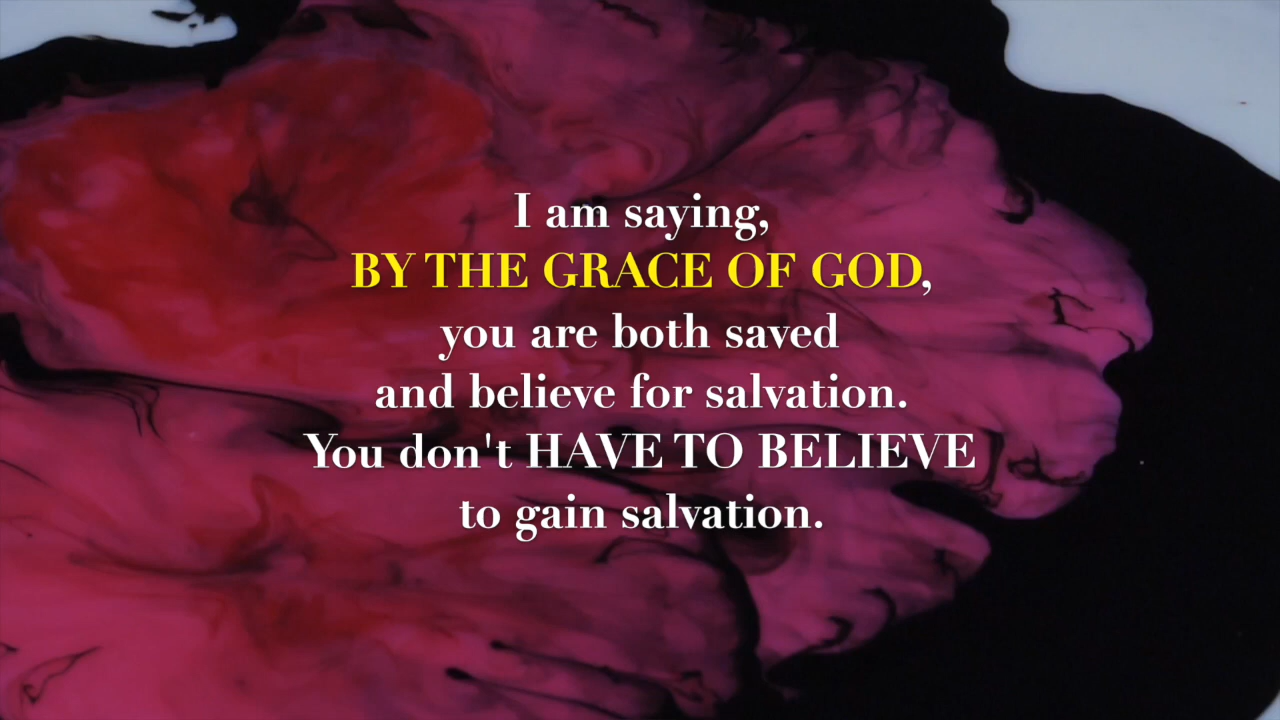 I am saying,
BY THE GRACE OF GOD,
you are both saved
and believe for salvation.
You don't HAVE TO BELIEVE
to gain salvation.